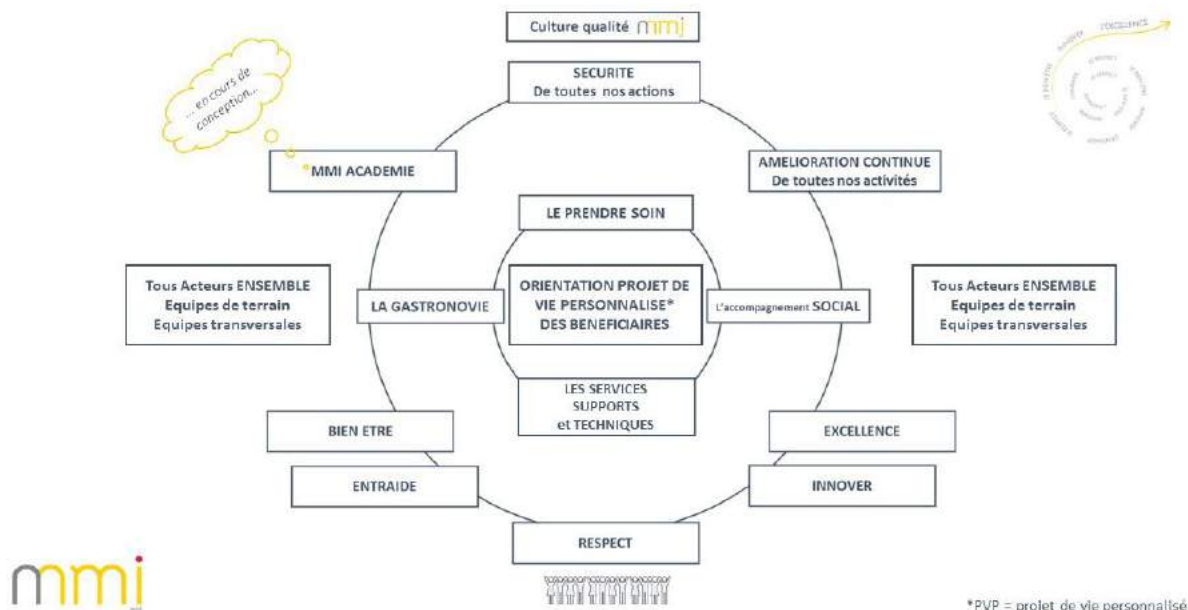 Culture qualité mmi
SECURITE
De toutes nos actions
... en cours de
conception...
L'EXCELLENCE
INNOVER
MMI ACADEMIE
AMELIORATION CONTINUE
De toutes nos activités
LE PRENDRE SOIN
Tous Acteurs ENSEMBLE
Equipes de terrain
Equipes transversales
LA GASTRONOVIE
ORIENTATION PROJET DE
VIE PERSONNALISE*
DES BENEFICIAIRES
L'accompagnement SOCIAL
Tous Acteurs ENSEMBLE
Equipes de terrain
Equipes transversales
LES SERVICES
SUPPORTS
et TECHNIQUES
BIEN ETRE
EXCELLENCE
ENTRAIDE
INNOVER
RESPECT
mmi
*PVP = projet de vie personnalisé